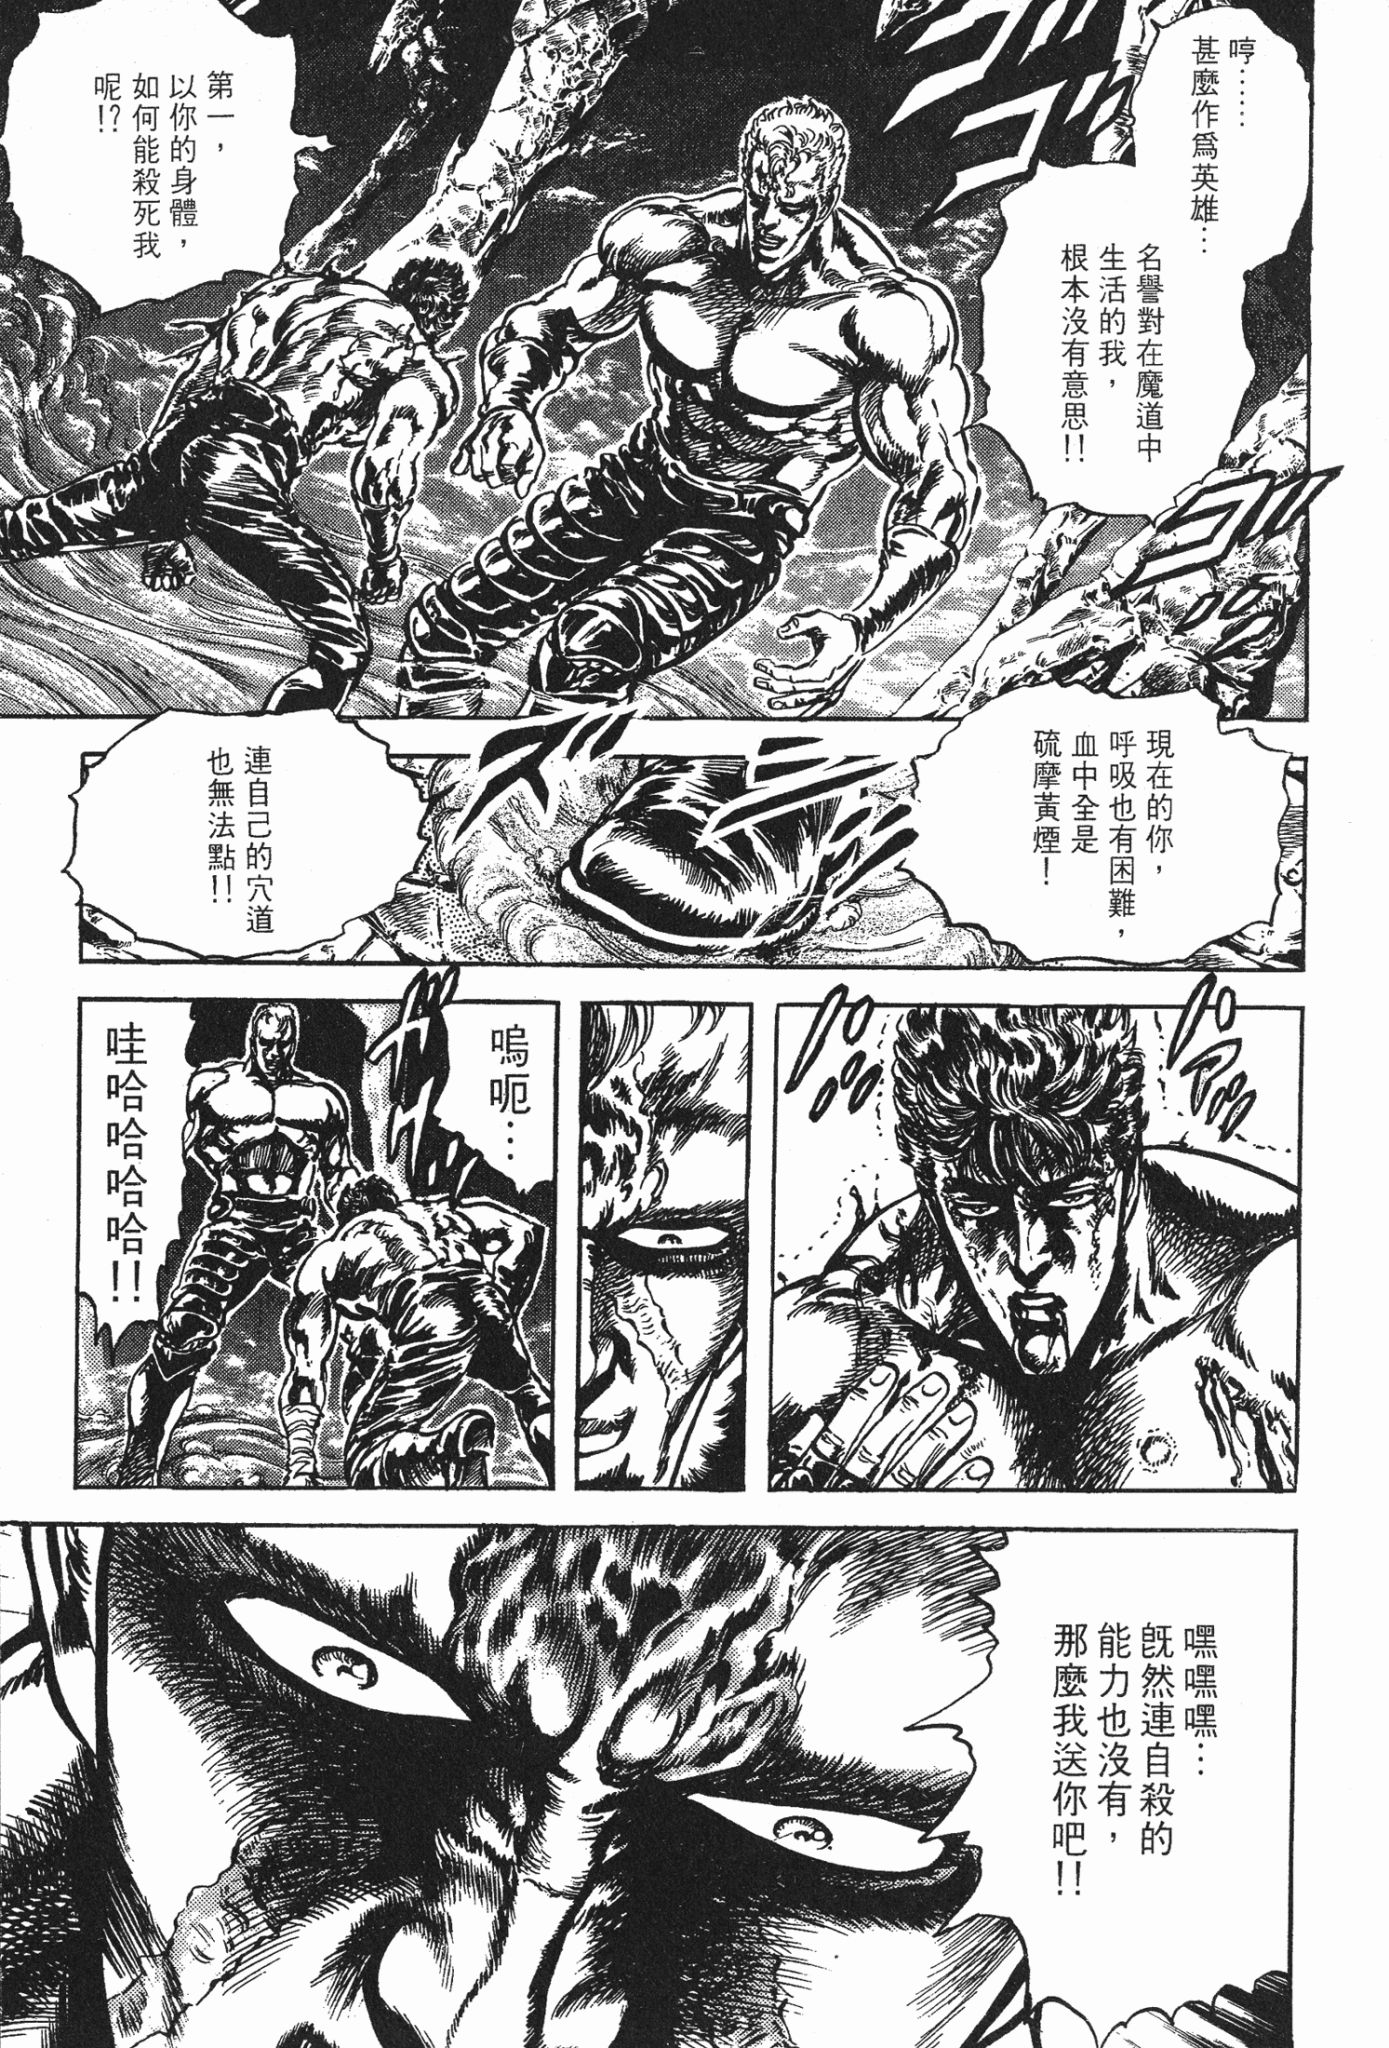 哼……
甚麼作爲英雄…
名譽對在魔道中
生活的我，
根本沒有意思!!
第一，
以你的身體，
如何能殺死我
呢!?
現在的你，
呼吸也有困難，
血中全是
硫摩黃煙！
連自己的穴道
也無法點!!
嗚呃…
哇哈哈哈哈!!
嘿嘿嘿…
旣然連自殺的
能力也沒有，
那麼我送你吧!!